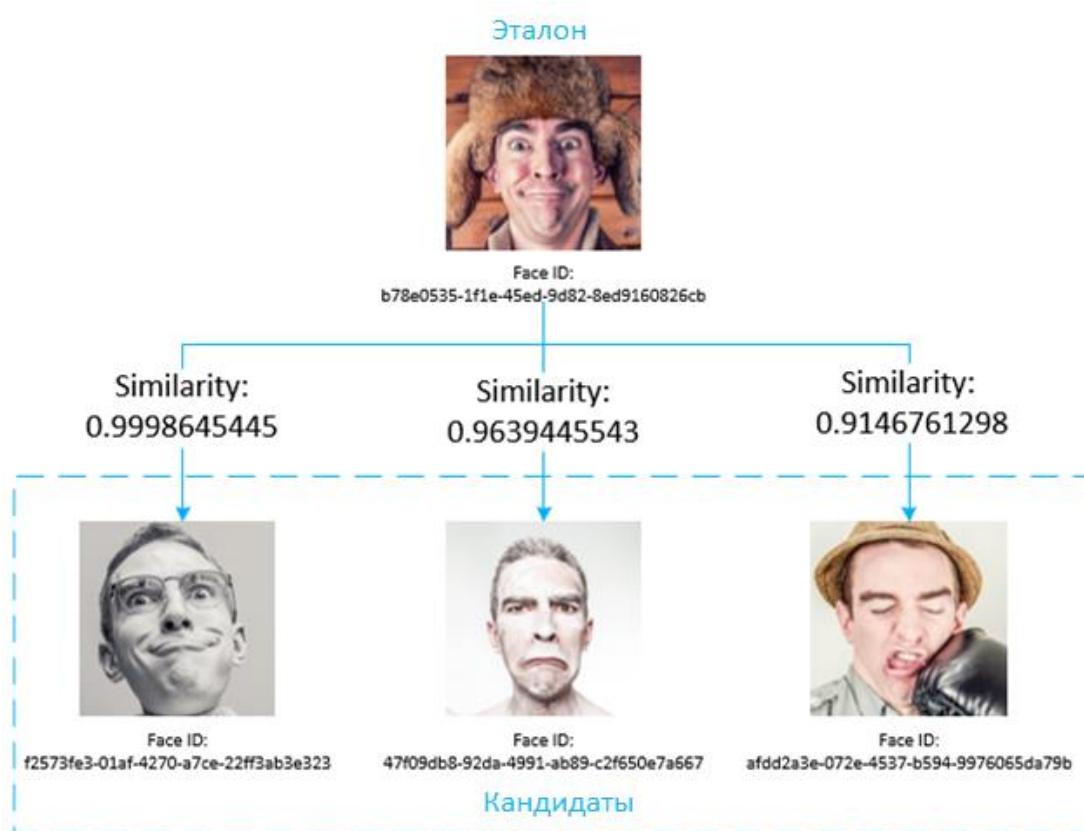 Эталон
Face ID:
b78e0535-1f1e-45ed-9d82-8ed9160826cb
Similarity:
0.9998645445
Similarity:
0.9639445543
Similarity:
0.9146761298
Face ID:
f2573fe3-01af-4270-a7ce-22ff3ab3e323
Face ID:
47f09db8-92da-4991-ab89-c2f650e7a667
Face ID:
afdd2a3e-072e-4537-b594-9976065da79b
Кандидаты